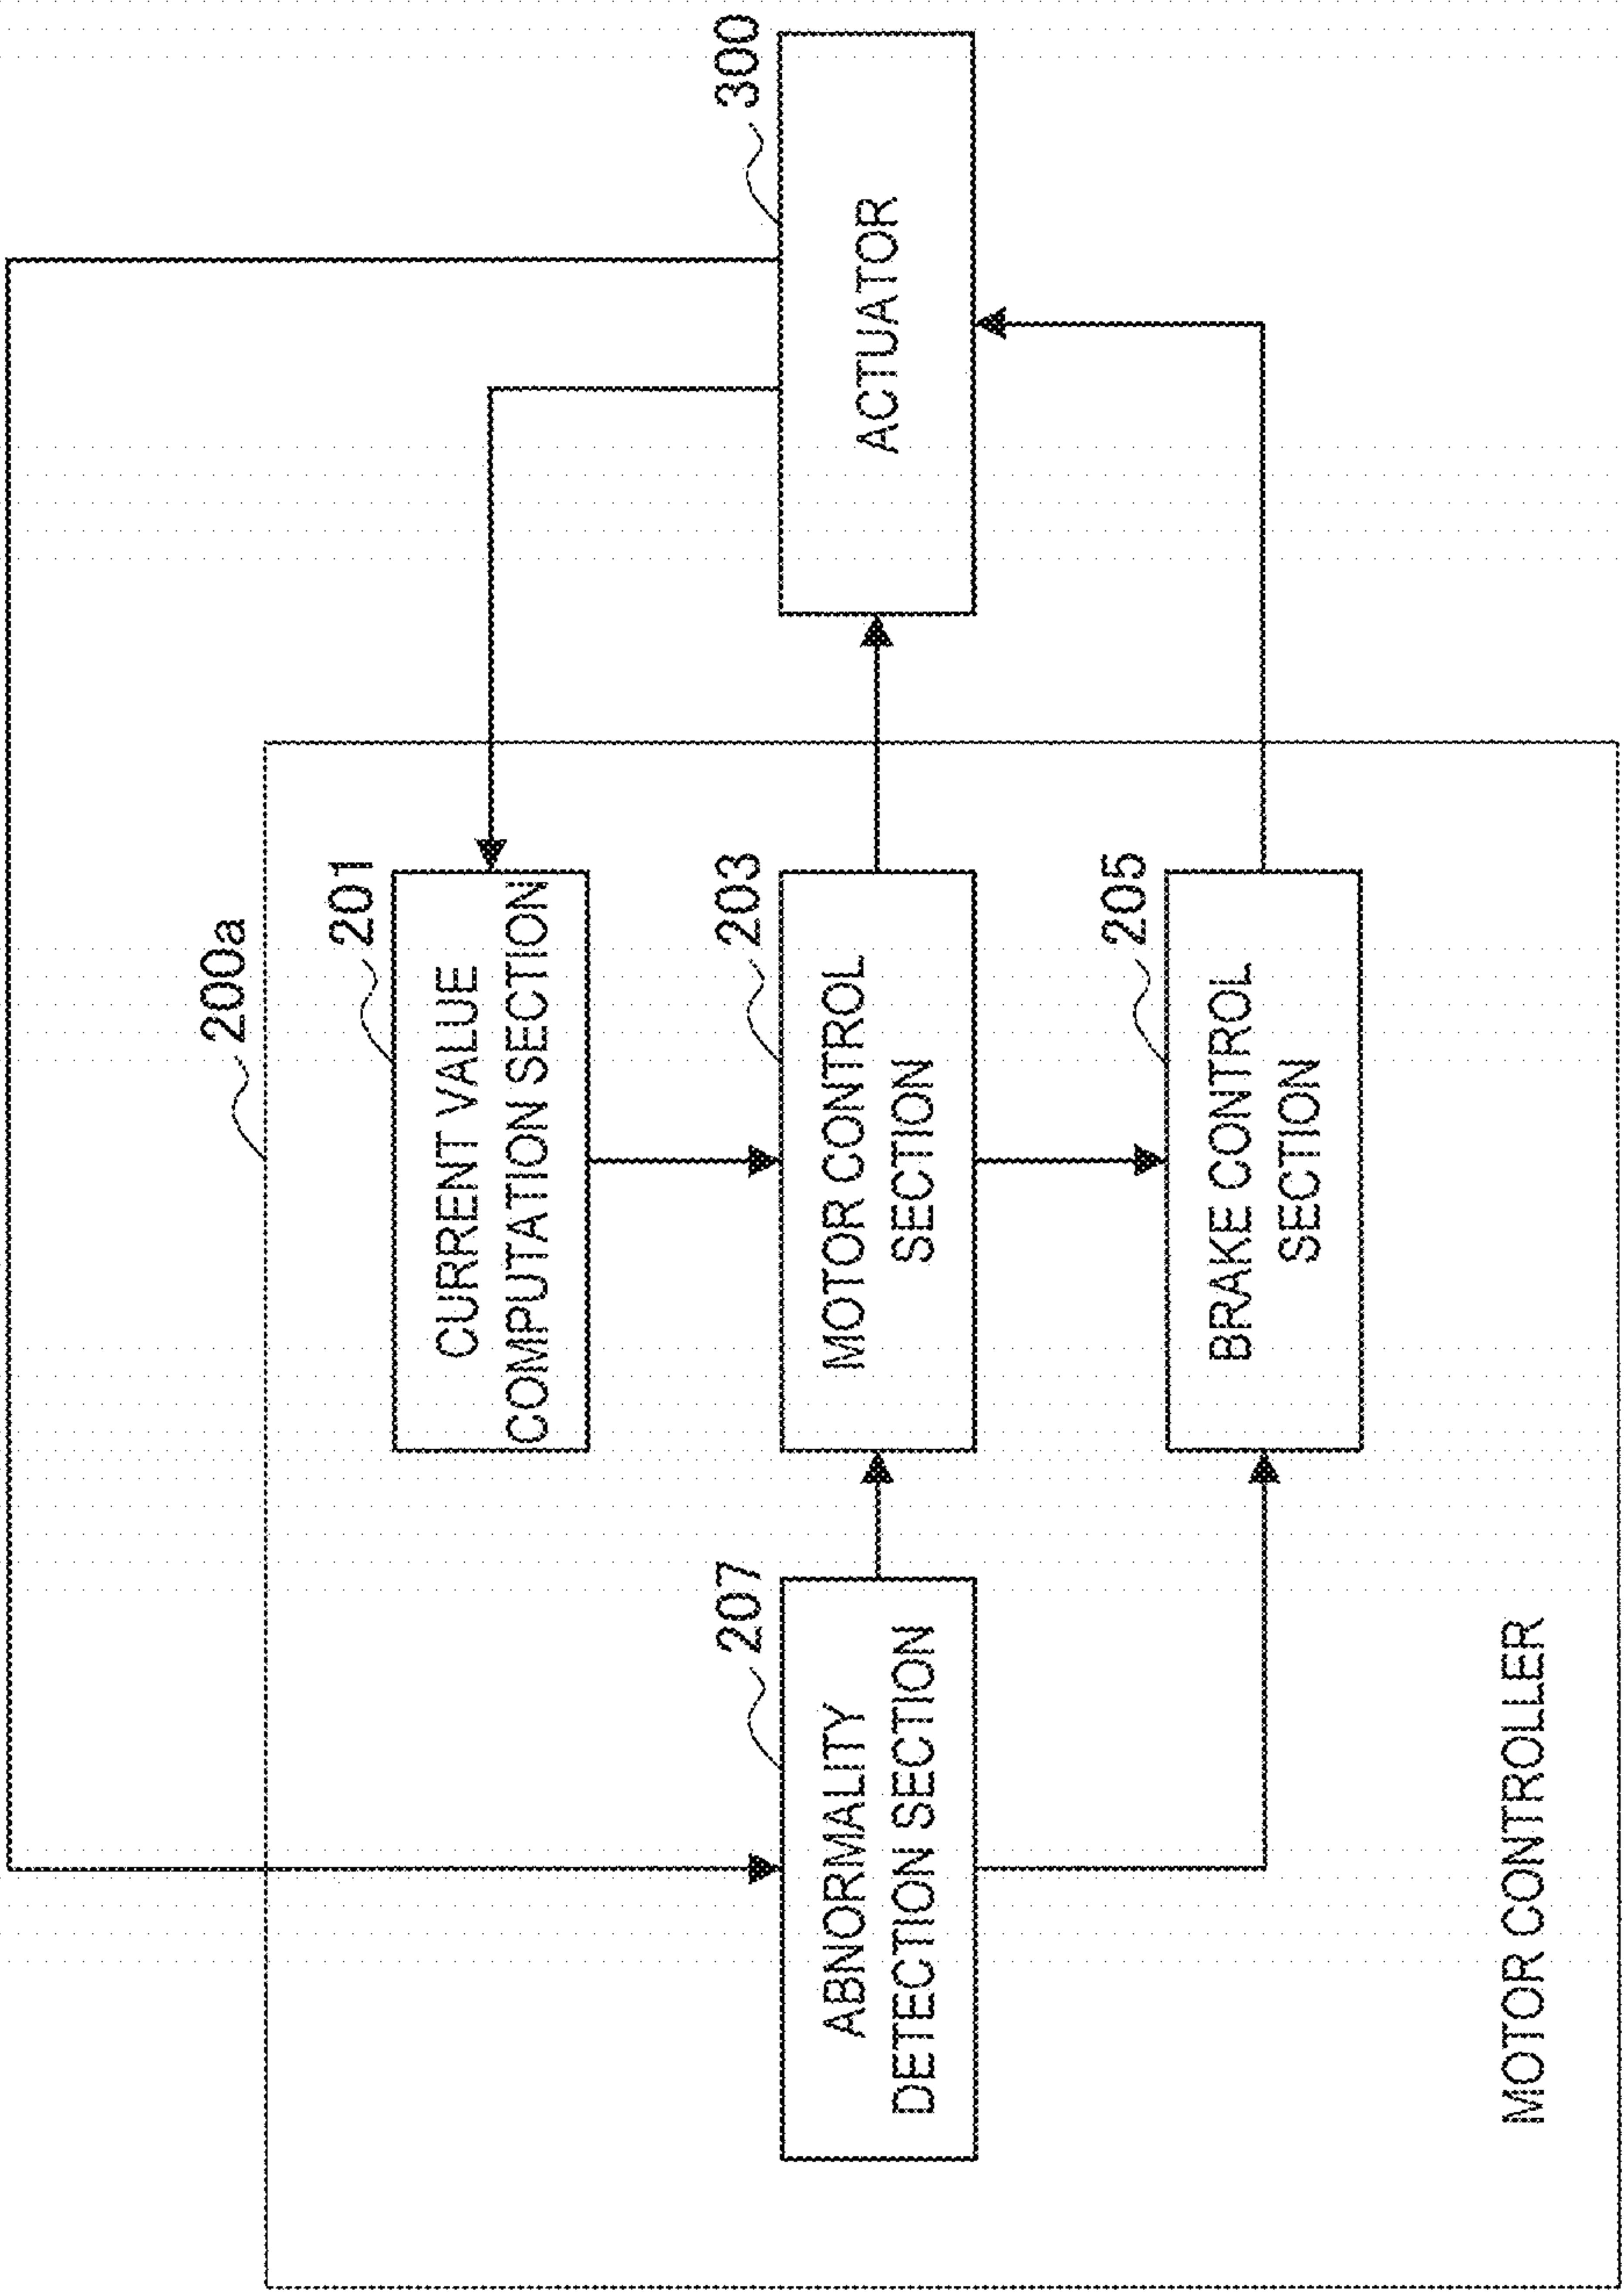 200a
201
CURRENT VALUE
COMPUTATION SECTION
207
ABNORMALITY
DETECTION SECTION
203
MOTOR CONTROL
SECTION
300
ACTUATOR
205
BRAKE CONTROL
SECTION
MOTOR CONTROLLER